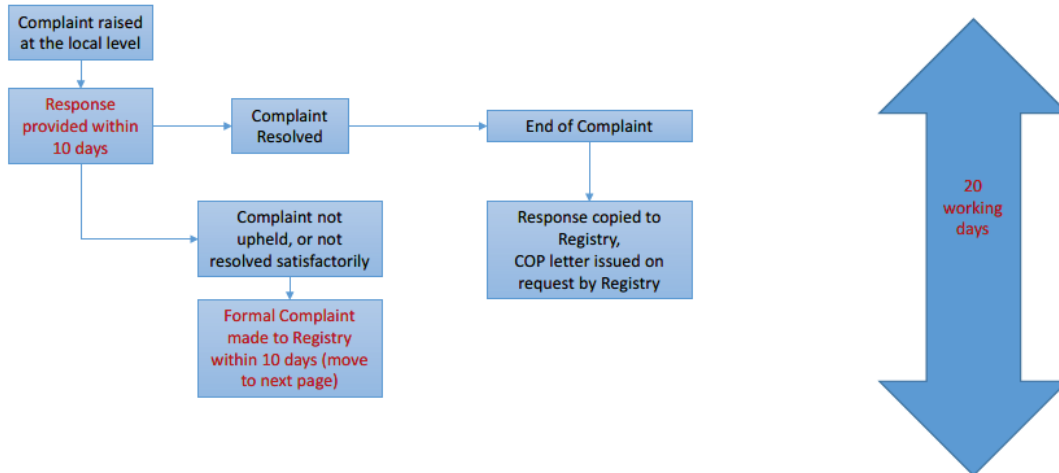 Complaint raised
at the local level
Response
provided within
10 days
Complaint
Resolved
End of Complaint
Complaint not
upheld, or not
resolved satisfactorily
Response copied to
Registry,
COP letter issued on
request by Registry
Formal Complaint
made to Registry
within 10 days (move
to next page)
20
working
days